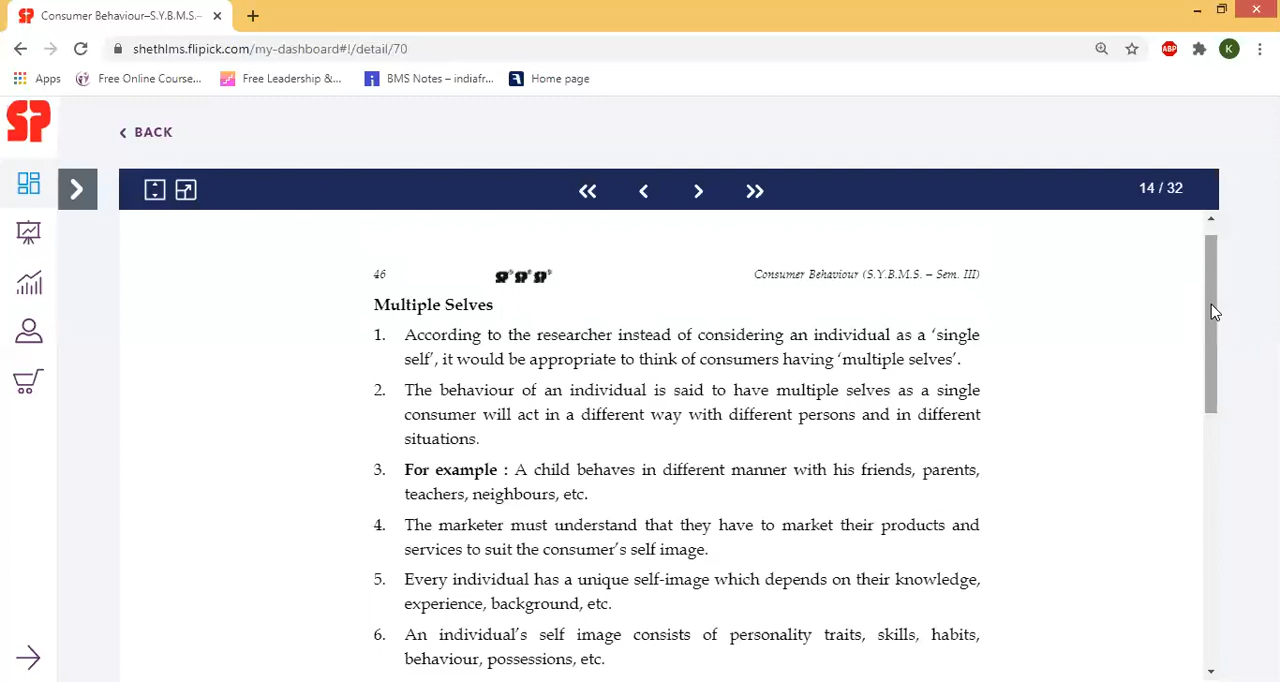 Consumer Behaviour–S.Y.B.M.S.–
shethlms.flipick.com/my-dashboard#!/detail/70
ABP
K
Apps
Free Online Course...
Free Leadership &...
BMS Notes – indiafr...
Home page
SP
BACK
14 / 32
46
Consumer Behaviour (S.Y.B.M.S. – Sem. III)
Multiple Selves
1. According to the researcher instead of considering an individual as a ‘single
self’, it would be appropriate to think of consumers having ‘multiple selves’.
2. The behaviour of an individual is said to have multiple selves as a single
consumer will act in a different way with different persons and in different
situations.
3. For example : A child behaves in different manner with his friends, parents,
teachers, neighbours, etc.
4. The marketer must understand that they have to market their products and
services to suit the consumer’s self image.
5. Every individual has a unique self-image which depends on their knowledge,
experience, background, etc.
6. An individual’s self image consists of personality traits, skills, habits,
behaviour, possessions, etc.